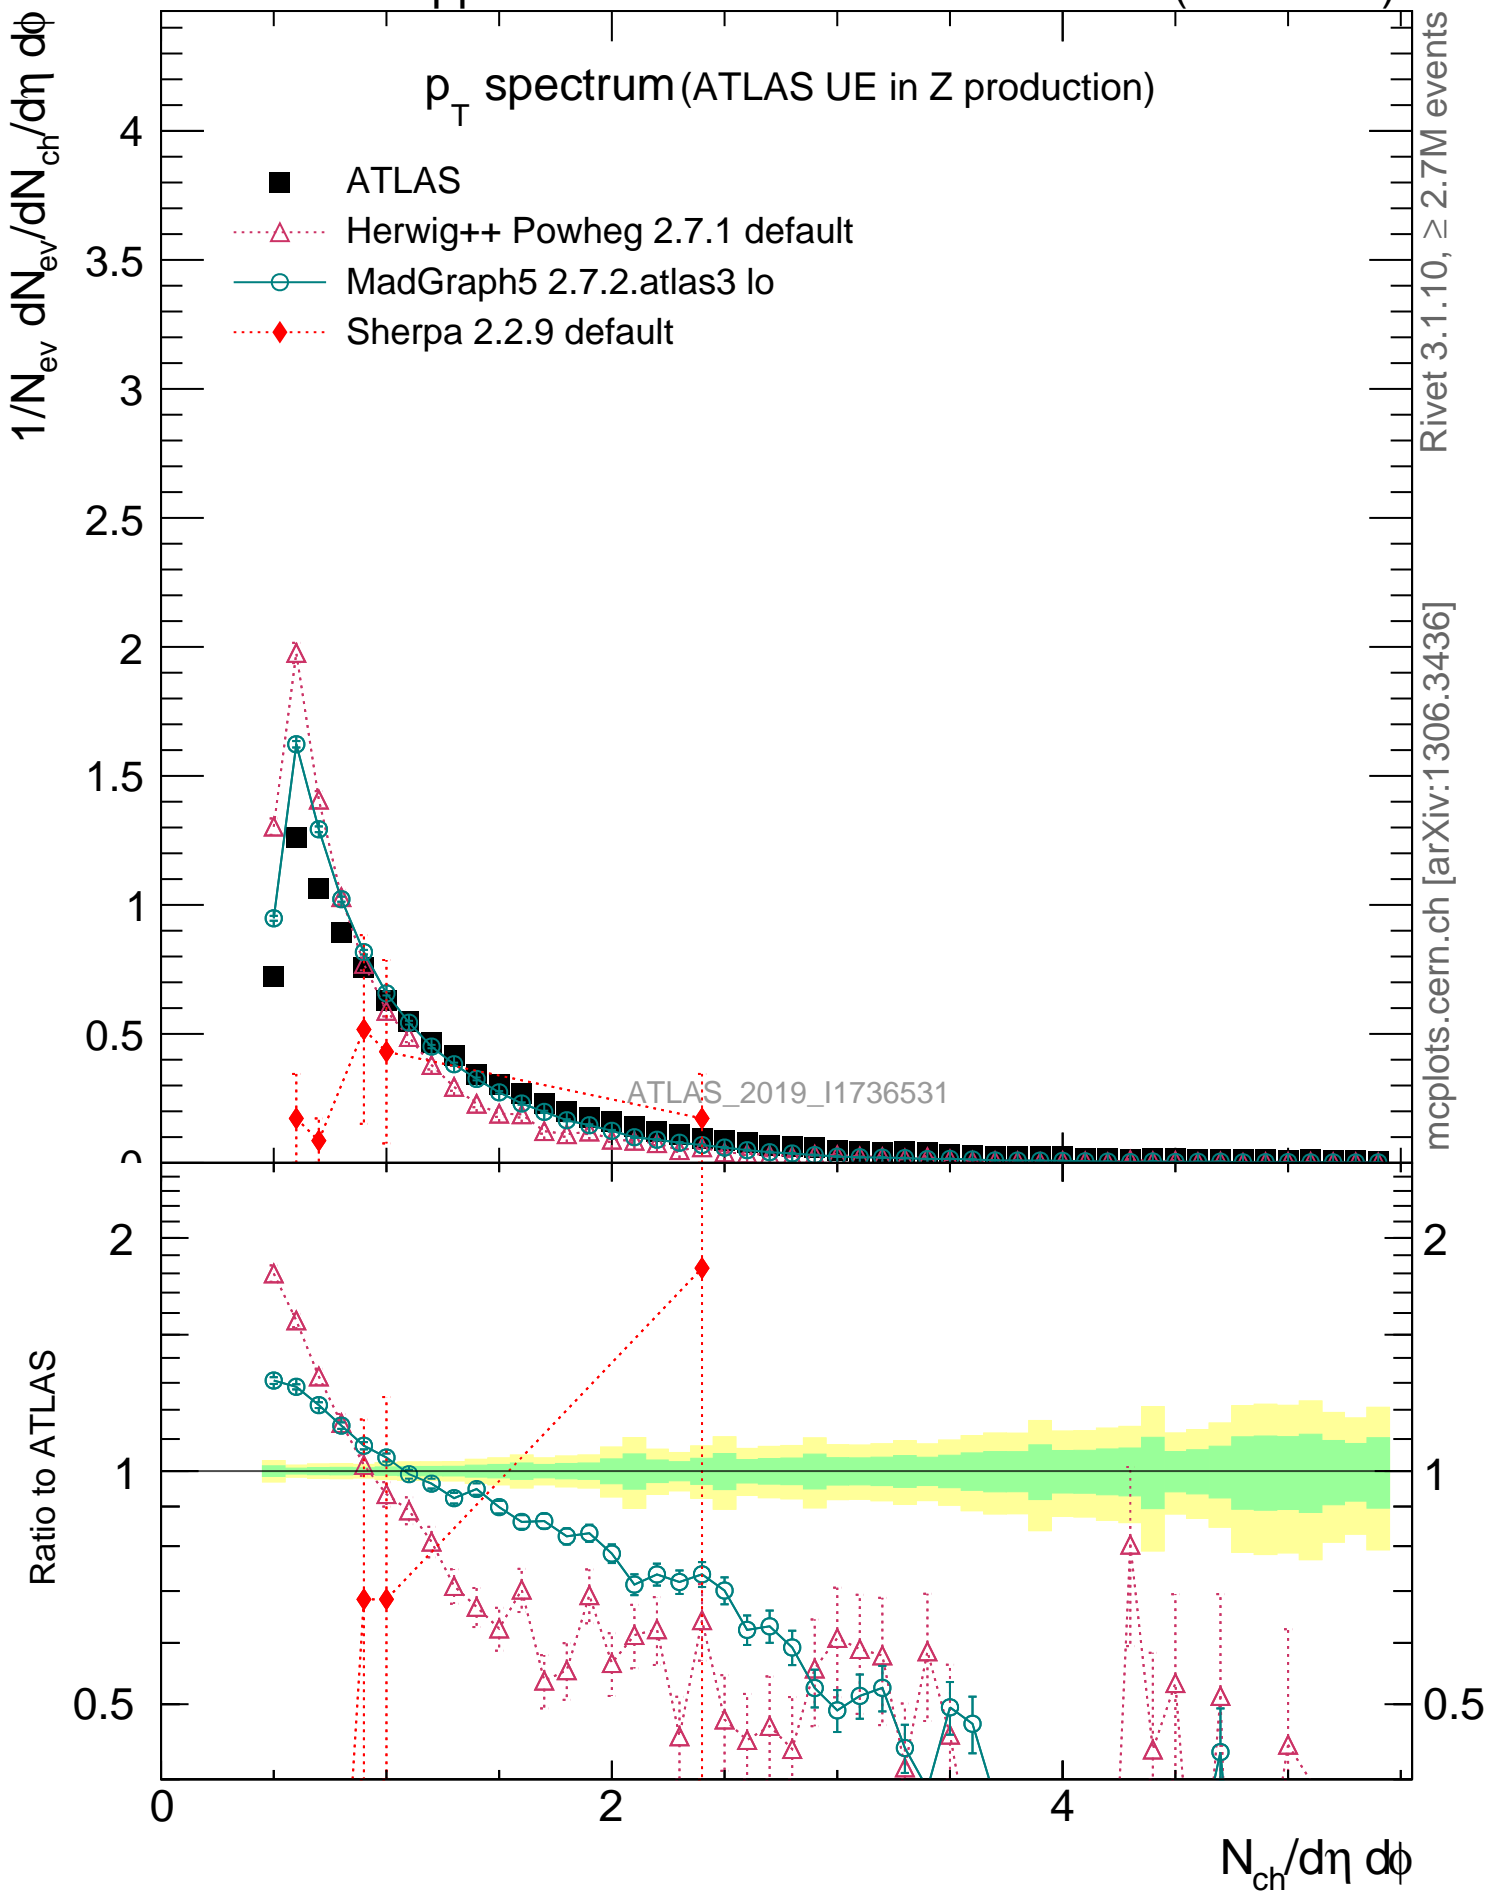 p_T spectrum (ATLAS UE in Z production)
ATLAS
Herwig++ Powheg 2.7.1 default
MadGraph5 2.7.2.atlas3 lo
Sherpa 2.2.9 default
1/N_ev dN_ev/dN_ch/dη dϕ
4
3.5
3
2.5
2
1.5
1
0.5
0
ATLAS_2019_I1736531
Rivet 3.1.10, ≥ 2.7M events
mcplots.cern.ch [arXiv:1306.3436]
Ratio to ATLAS
2
1
0.5
2
1
0.5
0
2
4
N_ch/dη dϕ